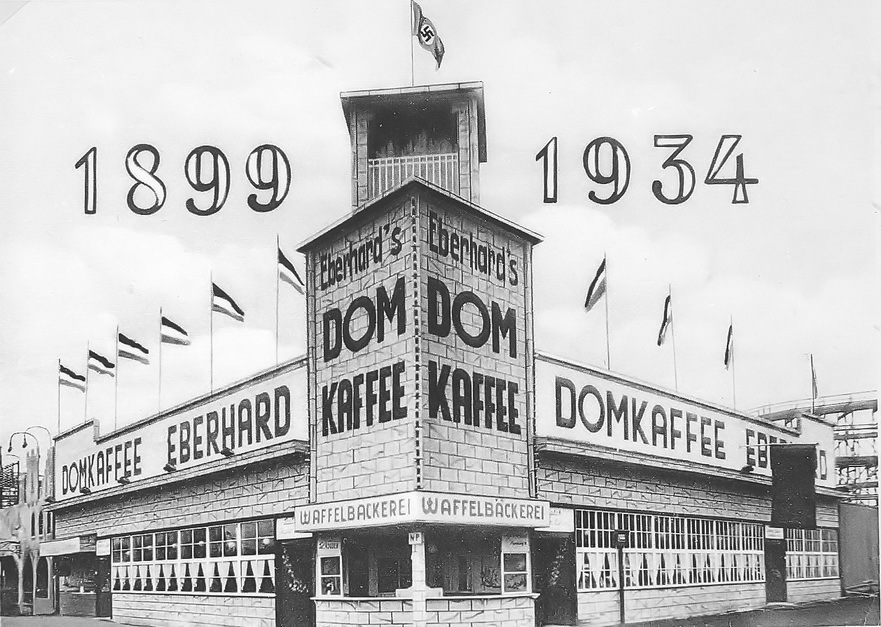 1899 1934
Eberhard's
DOM
KAFFEE
Eberhard's
DOM
KAFFEE
DOMKAFFEE EBERHARD
DOMKAFFEE
WAFFELBÄCKEREI WAFFELBÄCKEREI